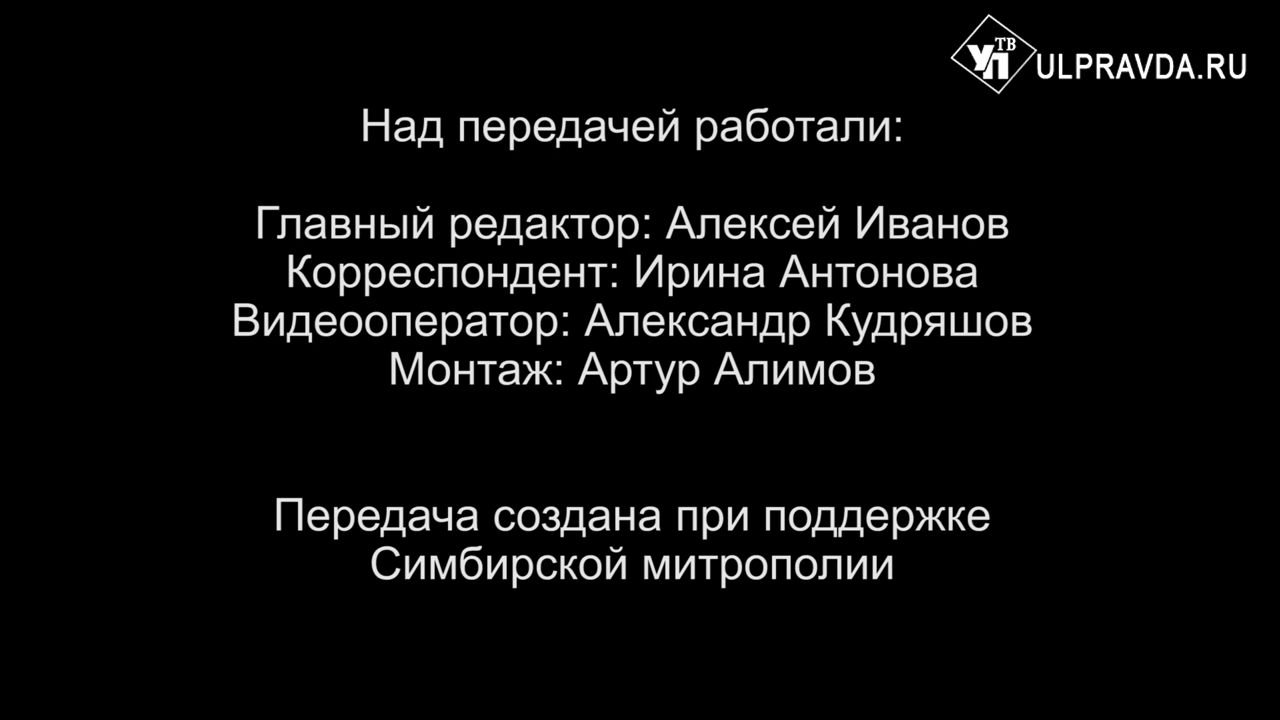 УП ТВ ULPRAVDA.RU
Над передачей работали:
Главный редактор: Алексей Иванов
Корреспондент: Ирина Антонова
Видеооператор: Александр Кудряшов
Монтаж: Артур Алимов
Передача создана при поддержке
Симбирской митрополии